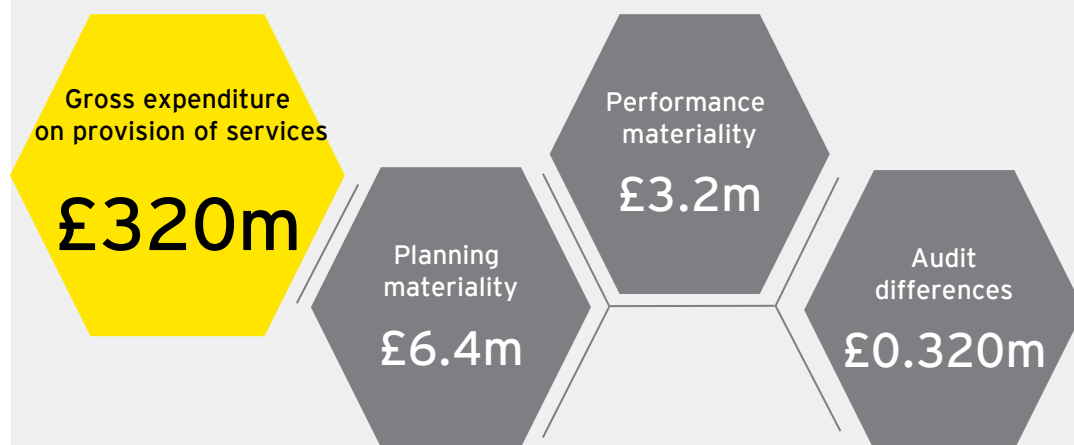 Gross expenditure
on provision of services
£320m
Planning
materiality
£6.4m
Performance
materiality
£3.2m
Audit
differences
£0.320m